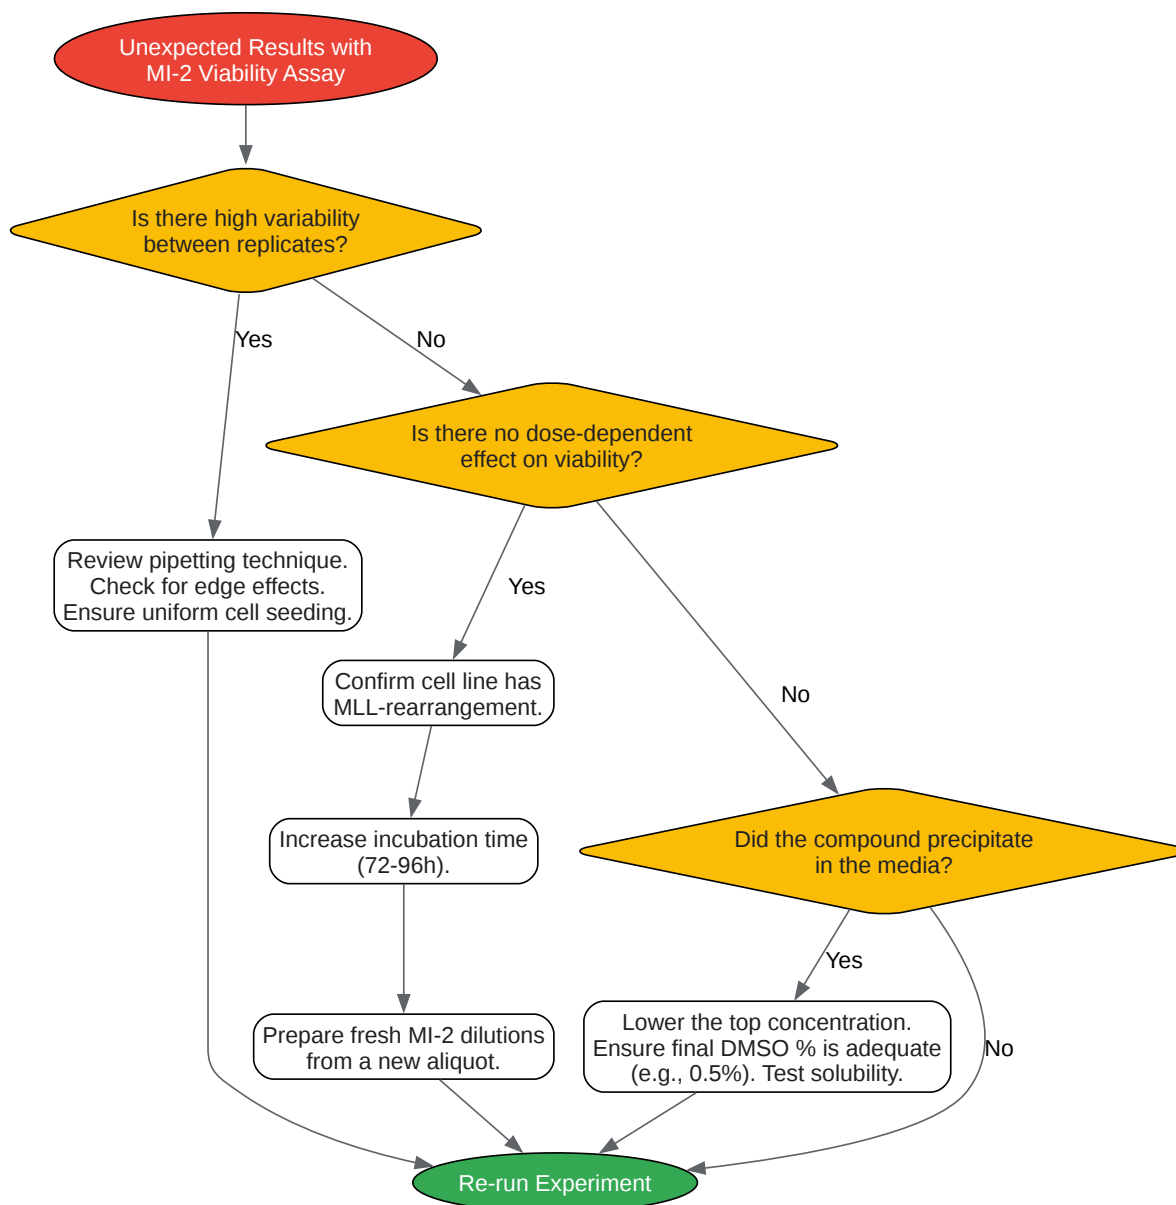 Unexpected Results with
MI-2 Viability Assay
Is there high variability
between replicates?
Yes
No
Is there no dose-dependent
effect on viability?
Review pipetting technique.
Check for edge effects.
Ensure uniform cell seeding.
Yes
No
Confirm cell line has
MLL-rearrangement.
Increase incubation time
(72-96h).
Did the compound precipitate
in the media?
Yes
No
Prepare fresh MI-2 dilutions
from a new aliquot.
Lower the top concentration.
Ensure final DMSO % is adequate
(e.g., 0.5%). Test solubility.
Re-run Experiment